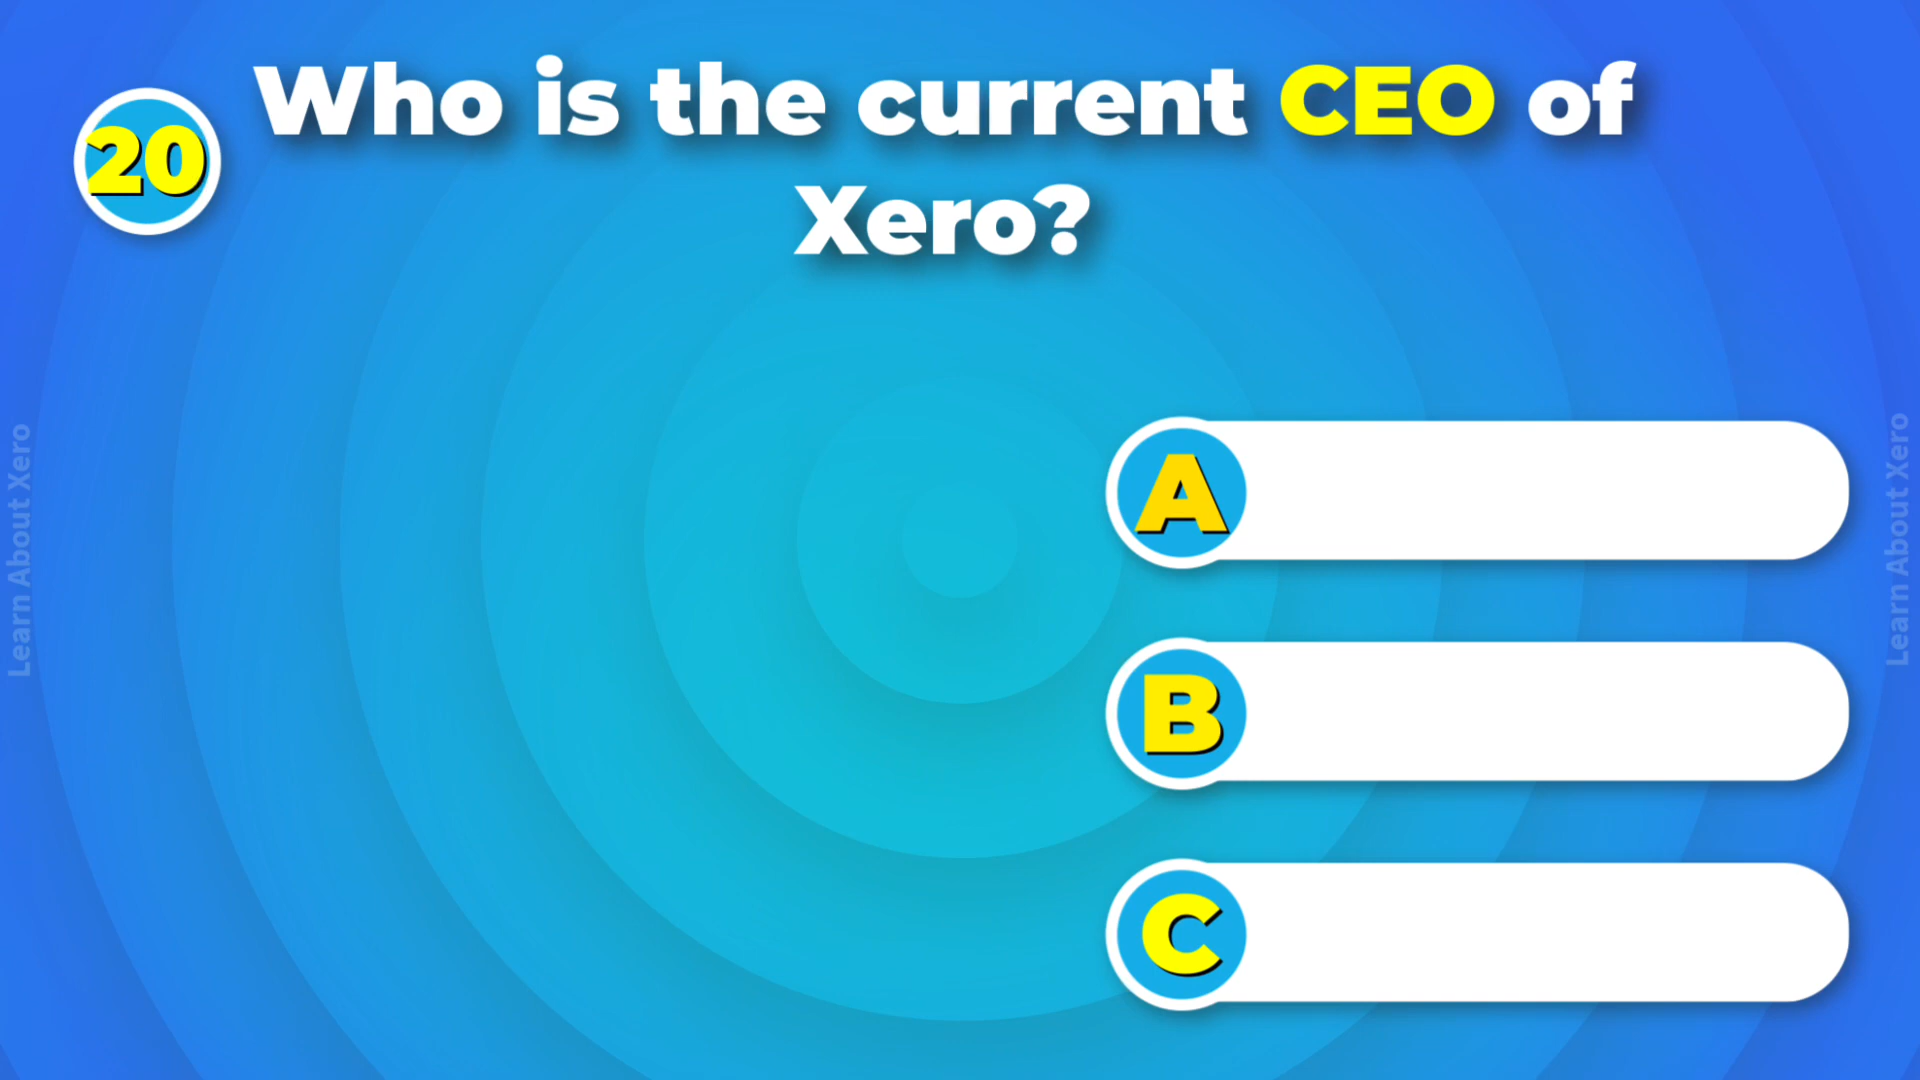 20
Who is the current CEO of
Xero?
A
B
C
Learn About Xero
Learn About Xero